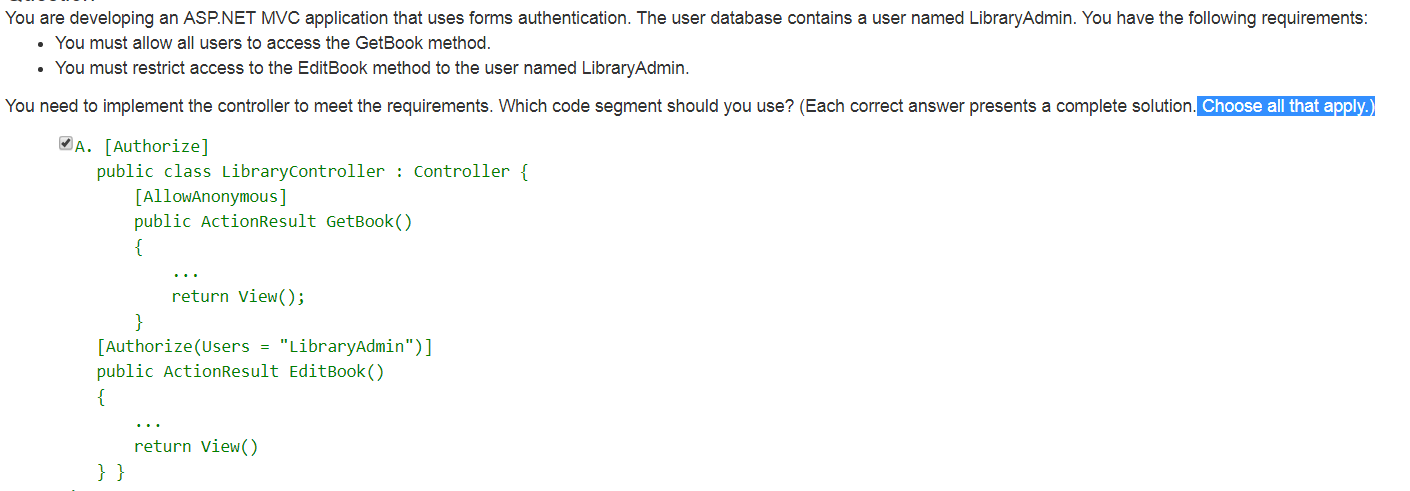 You are developing an ASP.NET MVC application that uses forms authentication. The user database contains a user named LibraryAdmin. You have the following requirements:
• You must allow all users to access the GetBook method.
• You must restrict access to the EditBook method to the user named LibraryAdmin.
You need to implement the controller to meet the requirements. Which code segment should you use? (Each correct answer presents a complete solution. Choose all that apply.)
A. [Authorize]
public class LibraryController : Controller {
[AllowAnonymous]
public ActionResult GetBook()
{
...
return View();
}
[Authorize(Users = "LibraryAdmin")]
public ActionResult EditBook()
{
...
return View()
} }